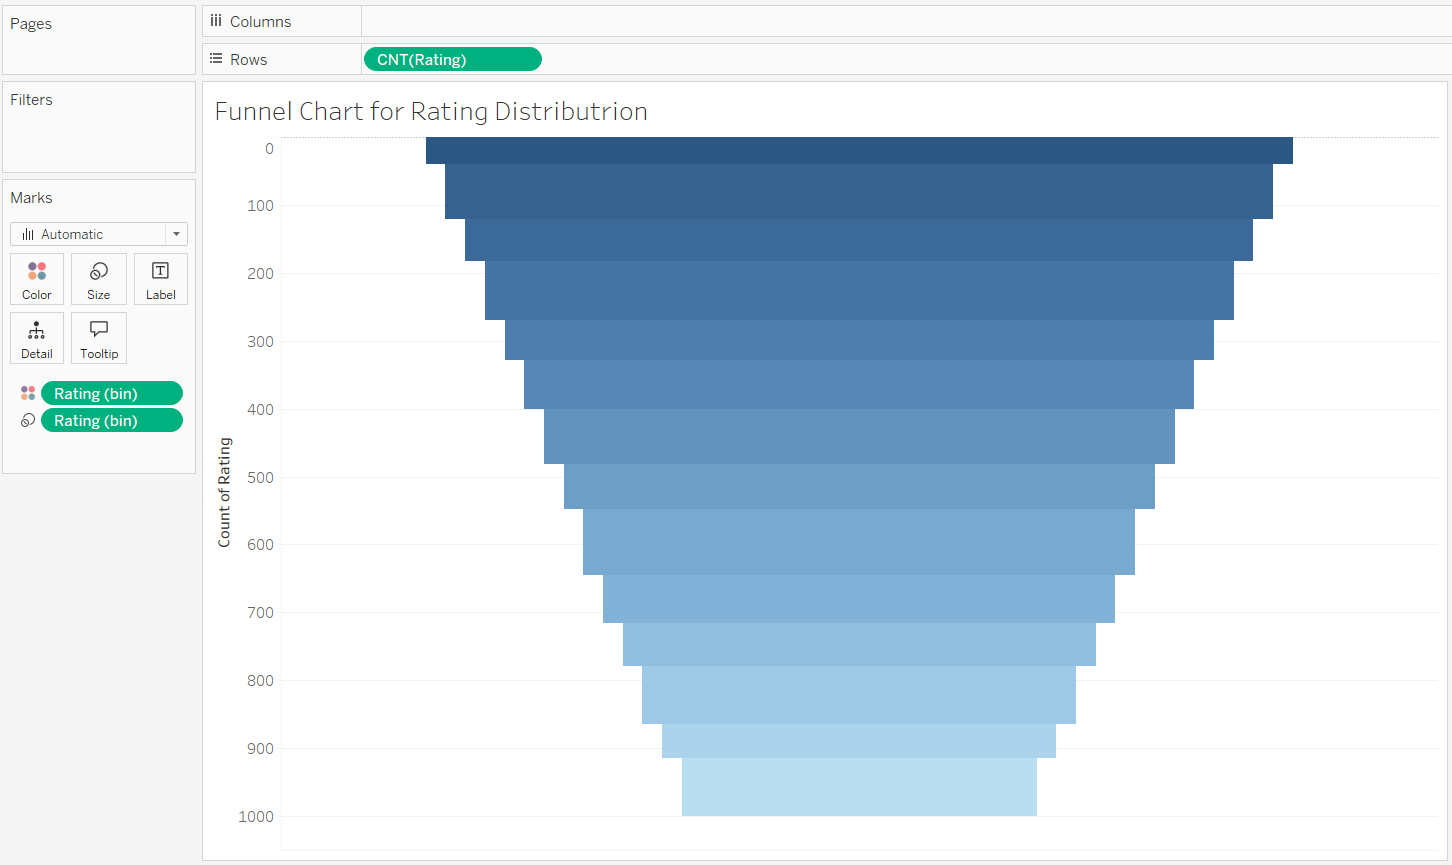 Pages
Columns
Rows
CNT(Rating)
Filters
Marks
Automatic
Color
Size
Label
Detail
Tooltip
Rating (bin)
Rating (bin)
Funnel Chart for Rating Distributrion
Count of Rating
0
100
200
300
400
500
600
700
800
900
1000